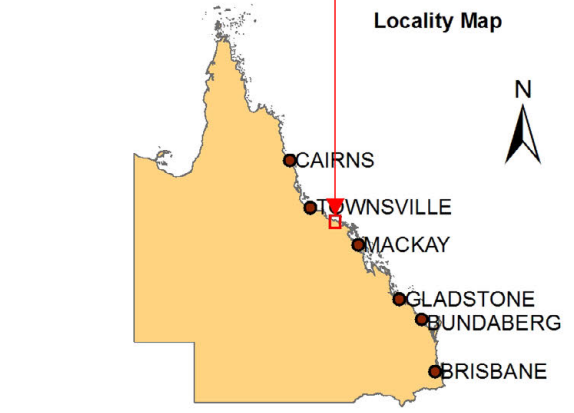 Locality Map
N
CAIRNS
TOWNSVILLE
MACKAY
GLADSTONE
BUNDABERG
BRISBANE